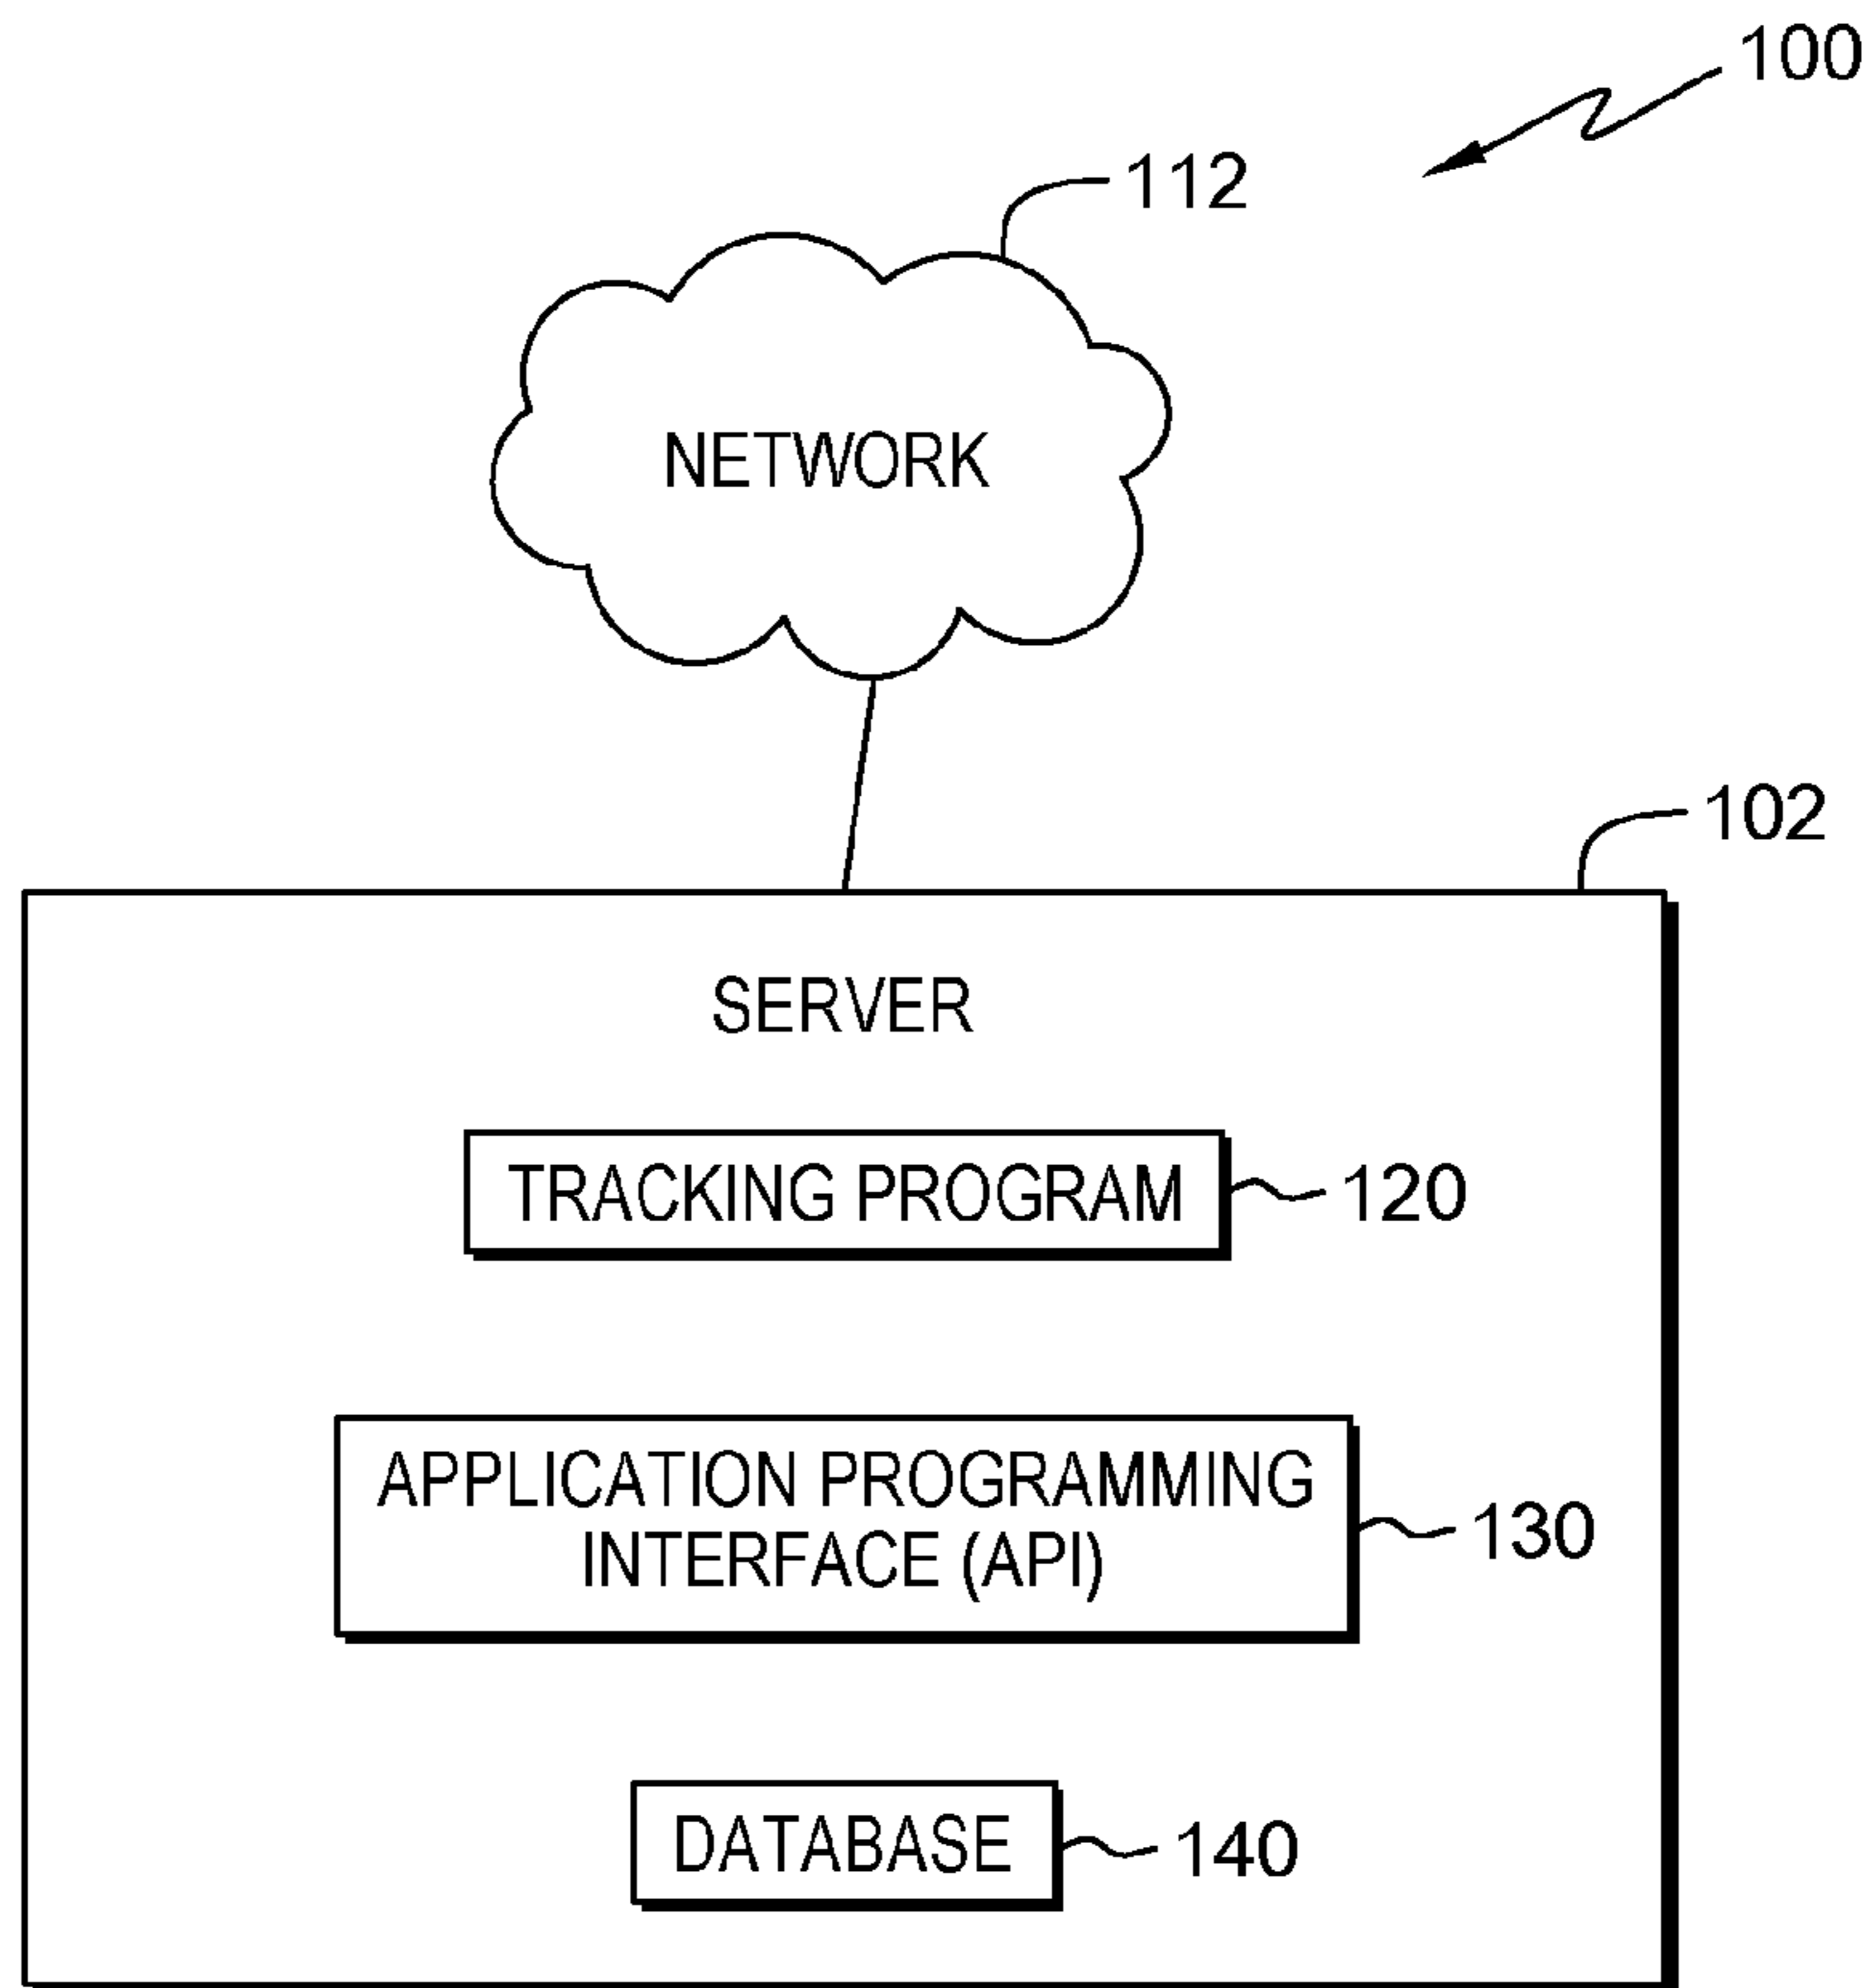 100
112
NETWORK
102
SERVER
TRACKING PROGRAM
120
APPLICATION PROGRAMMING
INTERFACE (API)
130
DATABASE
140